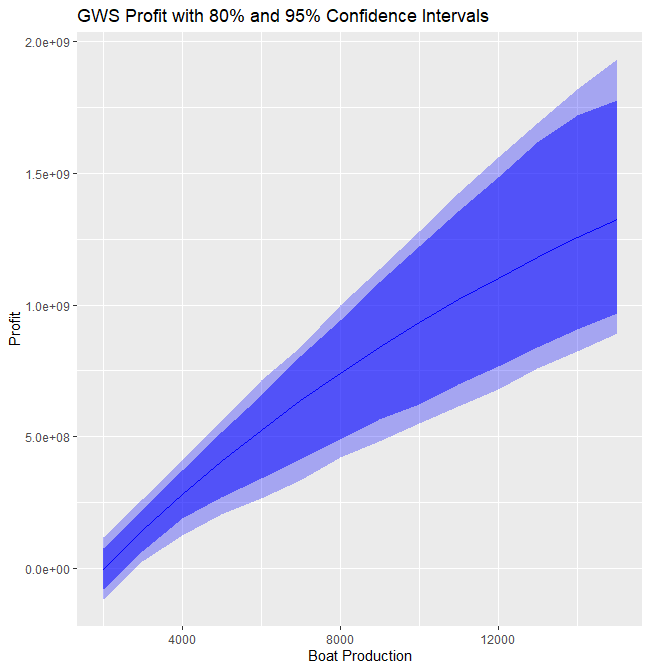 GWS Profit with 80% and 95% Confidence Intervals
2.0e+09
1.5e+09
1.0e+09
5.0e+08
0.0e+00
Profit
4000
8000
12000
Boat Production